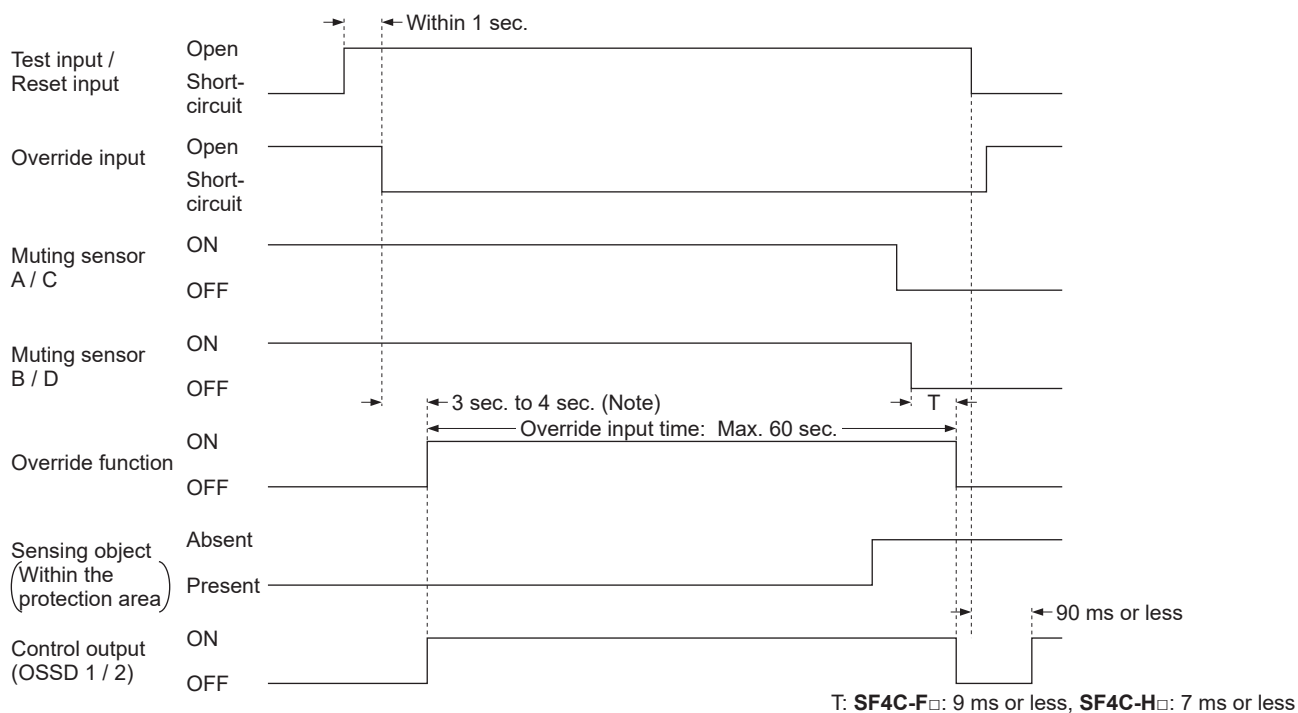 Within 1 sec.
Test input /
Reset input
Open
Short-
circuit
Override input
Open
Short-
circuit
Muting sensor
A / C
ON
OFF
Muting sensor
B / D
ON
OFF
3 sec. to 4 sec. (Note)
T
Override input time: Max. 60 sec.
Override function
ON
OFF
Sensing object
(Within the
protection area)
Absent
Present
90 ms or less
Control output
(OSSD 1 / 2)
ON
OFF
T: SF4C-F□: 9 ms or less, SF4C-H□: 7 ms or less